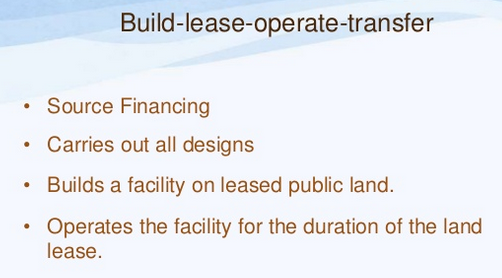 Build-lease-operate-transfer
• Source Financing
• Carries out all designs
• Builds a facility on leased public land.
• Operates the facility for the duration of the land
lease.